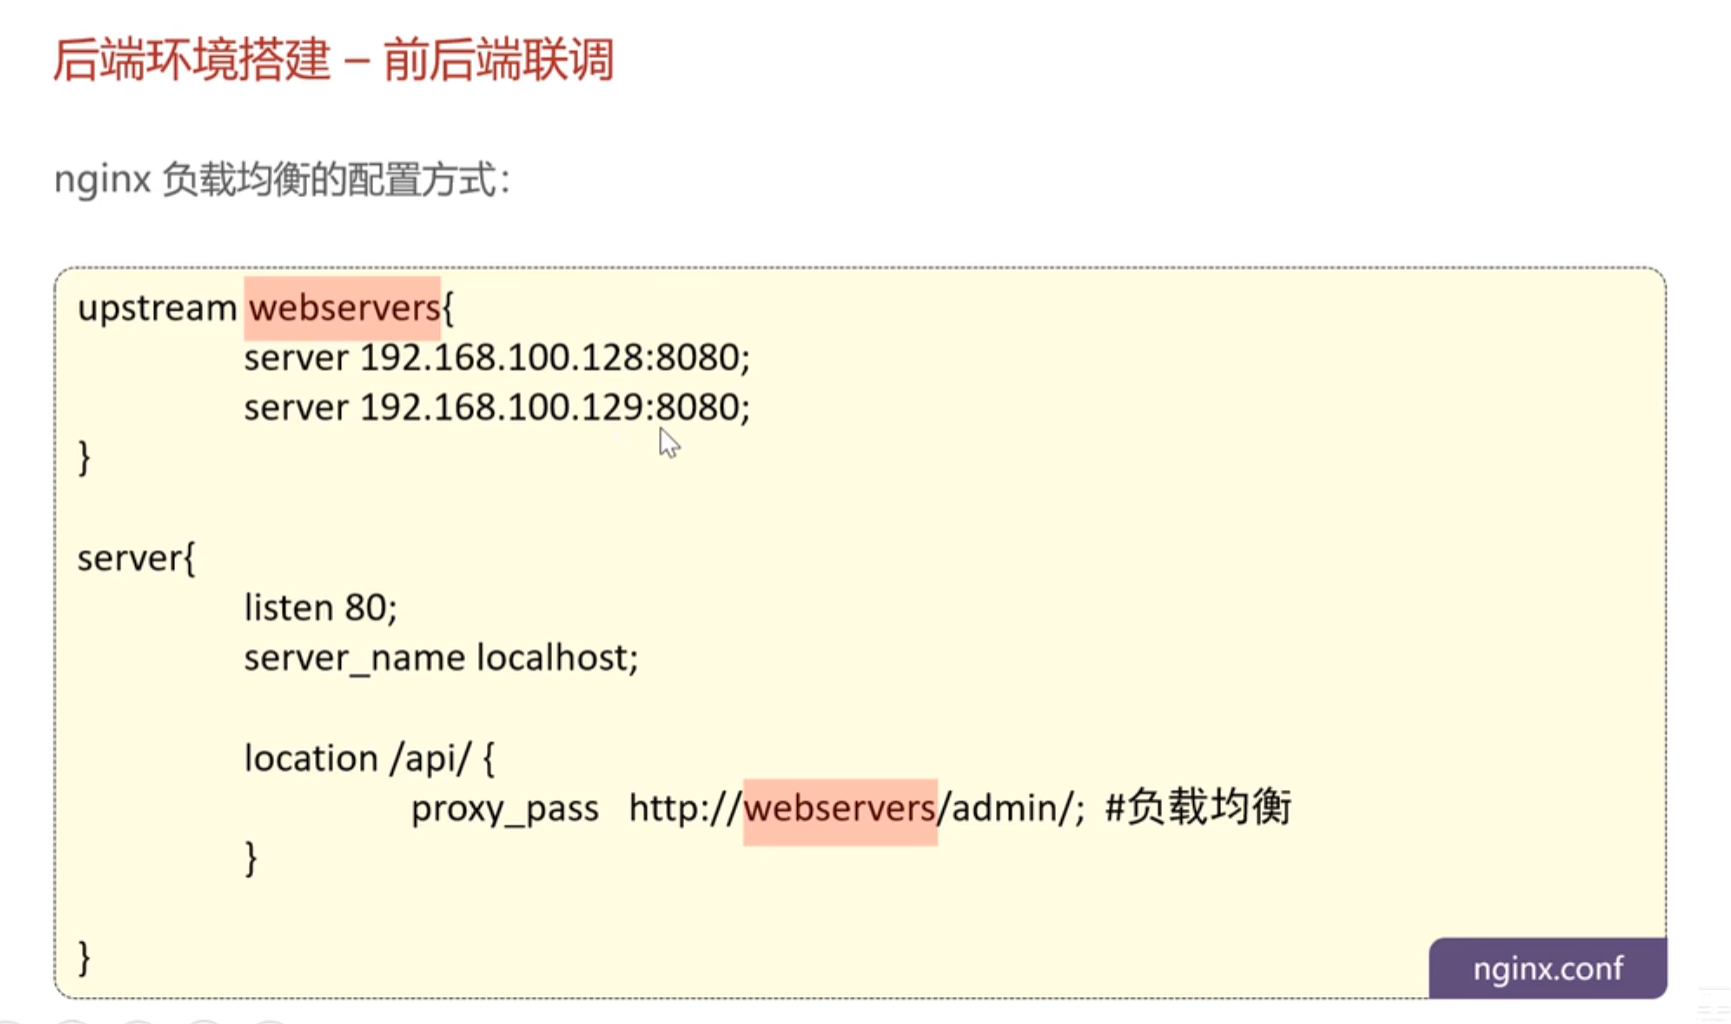 后端环境搭建 – 前后端联调
nginx 负载均衡的配置方式：
upstream webservers{
server 192.168.100.128:8080;
server 192.168.100.129:8080;
}
server{
listen 80;
server_name localhost;
location /api/ {
proxy_pass   http://webservers/admin/;  #负载均衡
}
}
nginx.conf